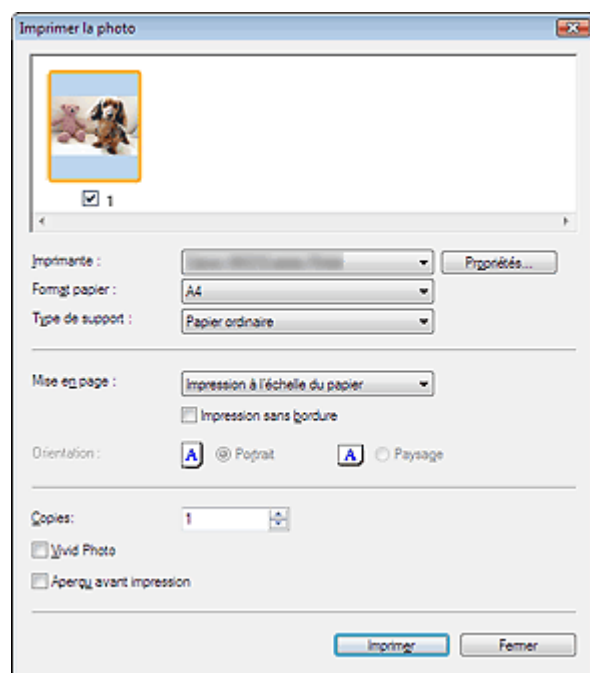 Imprimer la photo
1
Imprimante :
Propriétés...
Format papier :
A4
Type de support :
Papier ordinaire
Mise en page :
Impression à l'échelle du papier
Impression sans bordure
Orientation :
A Portrait
A Paysage
Copies:
1
Vivid Photo
Aperçu avant impression
Imprimer
Fermer